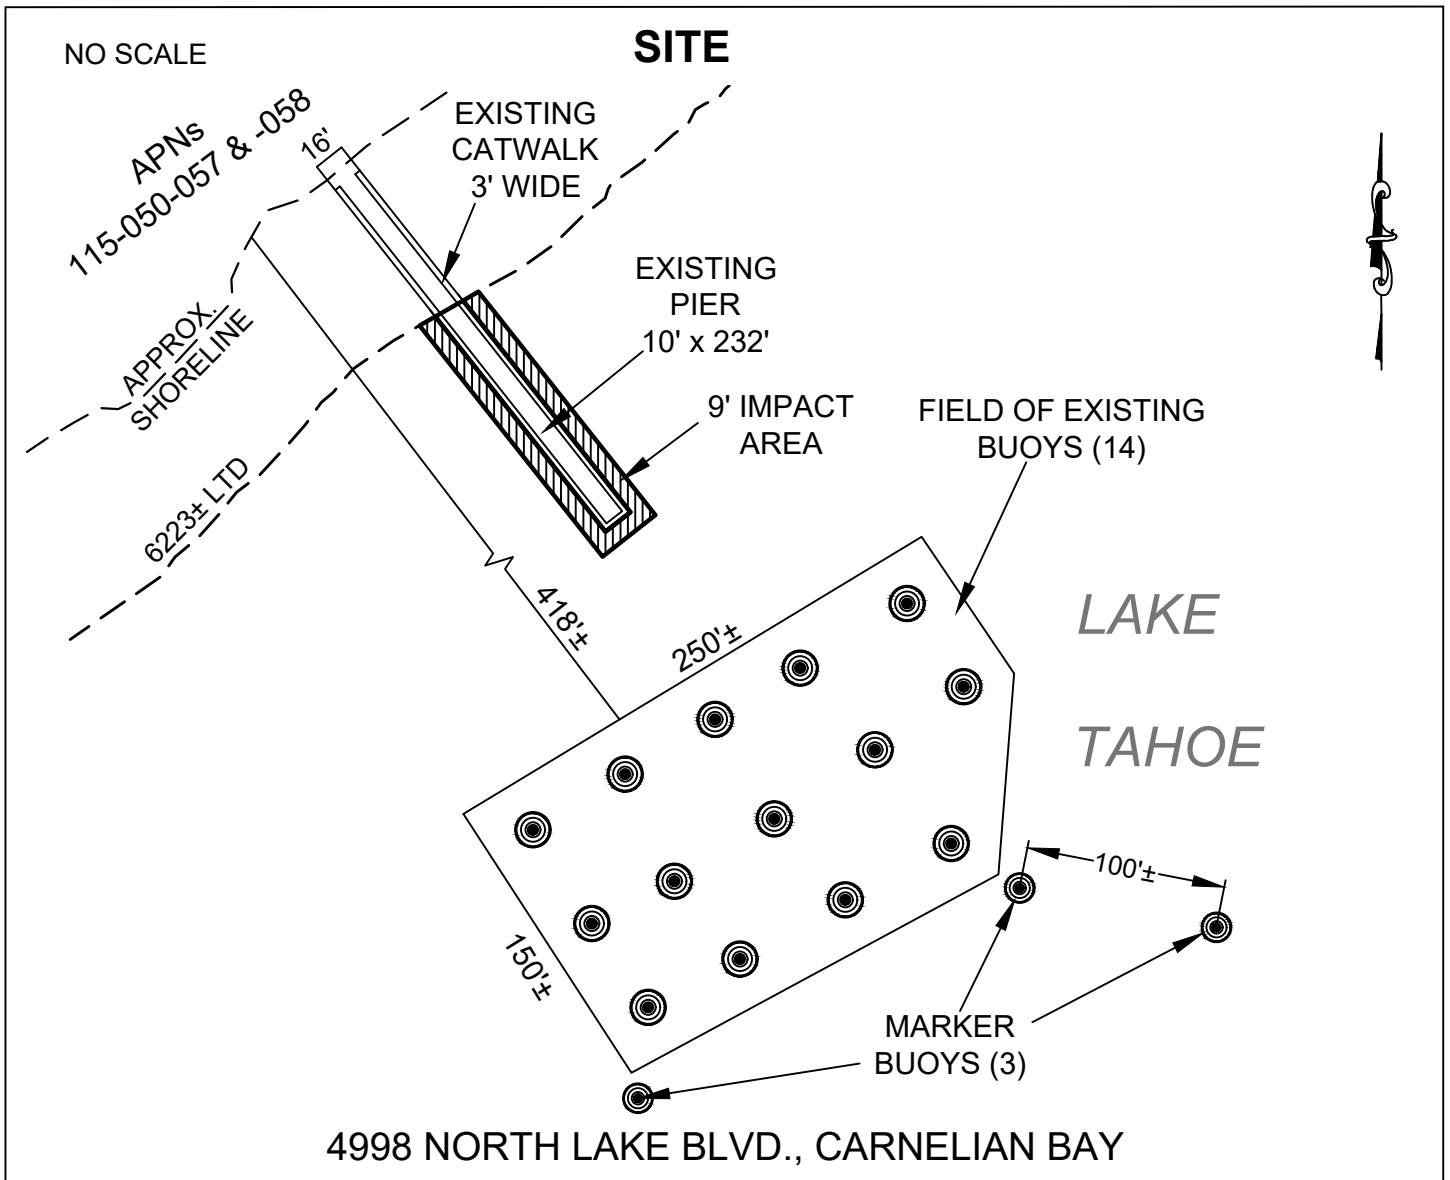 NO SCALE
SITE
APNs
115-050-057 & -058
16'
EXISTING
CATWALK
3' WIDE
EXISTING
PIER
10' x 232'
APPROX.
SHORELINE
9' IMPACT
AREA
FIELD OF EXISTING
BUOYS (14)
6223± LTD
418'±
250'±
LAKE
TAHOE
100'±
150'±
MARKER
BUOYS (3)
4998 NORTH LAKE BLVD., CARNELIAN BAY